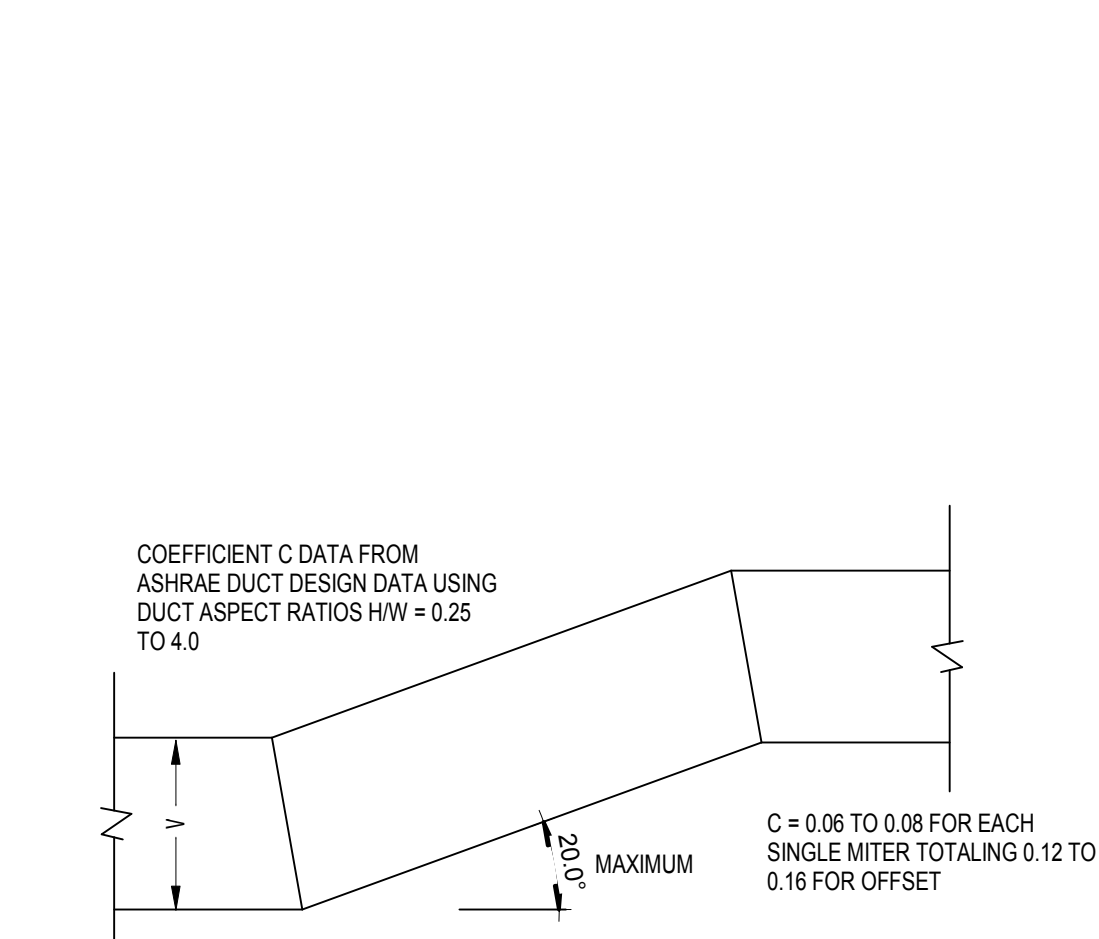 COEFFICIENT C DATA FROM
ASHRAE DUCT DESIGN DATA USING
DUCT ASPECT RATIOS H/W = 0.25
TO 4.0
V
20.0°
MAXIMUM
C = 0.06 TO 0.08 FOR EACH
SINGLE MITER TOTALING 0.12 TO
0.16 FOR OFFSET